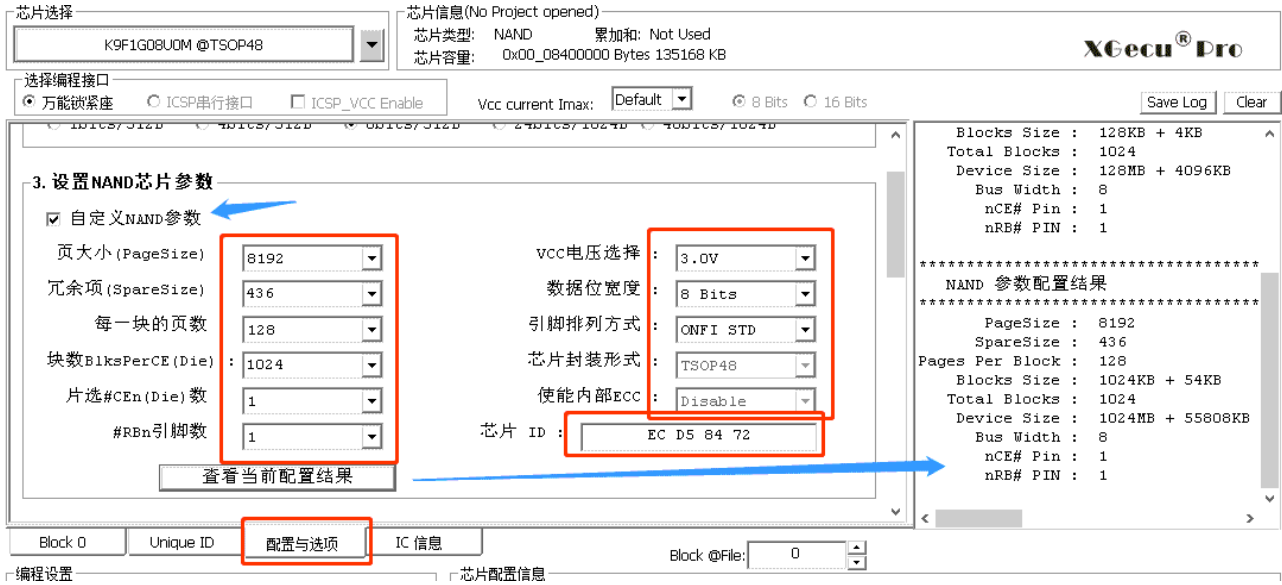 芯片选择
K9F1G08U0M @TSOP48
芯片信息(No Project opened)
芯片类型: NAND 累加和: Not Used
芯片容量: 0x00_08400000 Bytes 135168 KB
XGecu® Pro
选择编程接口
万能锁紧座 ICSP串行接口 ICSP_VCC Enable
Vcc current Imax: Default 8 Bits 16 Bits
Save Log Clear
1bits/512B 4bits/512B 8bits/512B 24bits/1024B 40bits/1024B
3. 设置NAND芯片参数
自定义NAND参数
页大小(PageSize) 8192
冗余项(SpareSize) 436
每一块的页数 128
块数BlksPerCE(Die) : 1024
片选#CEn(Die)数 1
#RBn引脚数 1
VCC电压选择 : 3.0V
数据位宽度 : 8 Bits
引脚排列方式 : ONFI STD
芯片封装形式 : TSOP48
使能内部ECC : Disable
芯片 ID : EC D5 84 72
查看当前配置结果
Blocks Size : 128KB + 4KB
Total Blocks : 1024
Device Size : 128MB + 4096KB
Bus Width : 8
nCE# Pin : 1
nRB# PIN : 1
************************************
NAND 参数配置结果
************************************
PageSize : 8192
SpareSize : 436
Pages Per Block : 128
Blocks Size : 1024KB + 54KB
Total Blocks : 1024
Device Size : 1024MB + 55808KB
Bus Width : 8
nCE# Pin : 1
nRB# PIN : 1
Block 0 Unique ID 配置与选项 IC 信息
Block @File: 0
编程设置
芯片配置信息